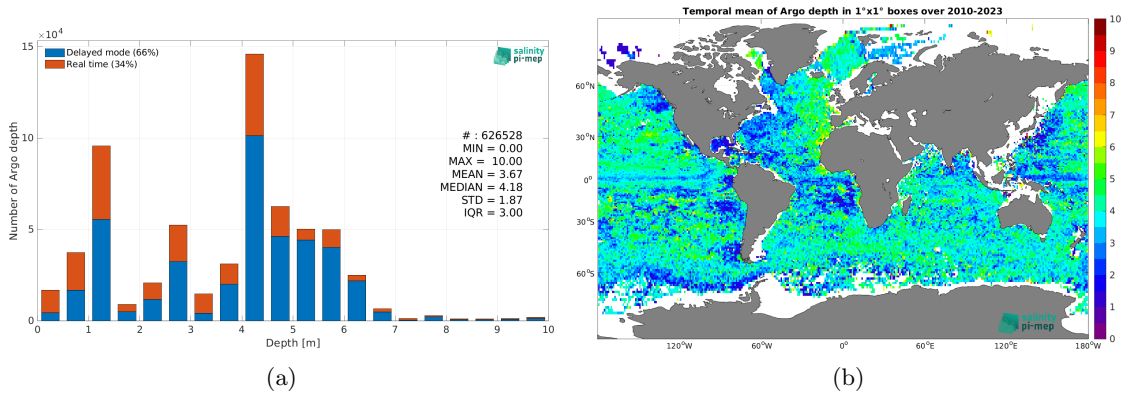 ×10⁴
15
10
5
0
Number of Argo depth
Delayed mode (66%)
Real time (34%)
salinity
pi-mep
# : 626528
MIN = 0.00
MAX = 10.00
MEAN = 3.67
MEDIAN = 4.18
STD = 1.87
IQR = 3.00
0 1 2 3 4 5 6 7 8 9 10
Depth [m]
(a)
Temporal mean of Argo depth in 1°x1° boxes over 2010-2023
60°N
30°N
0°
30°S
60°S
120°W 60°W 0° 60°E 120°E 180°W
salinity
pi-mep
10
9
8
7
6
5
4
3
2
1
0
(b)